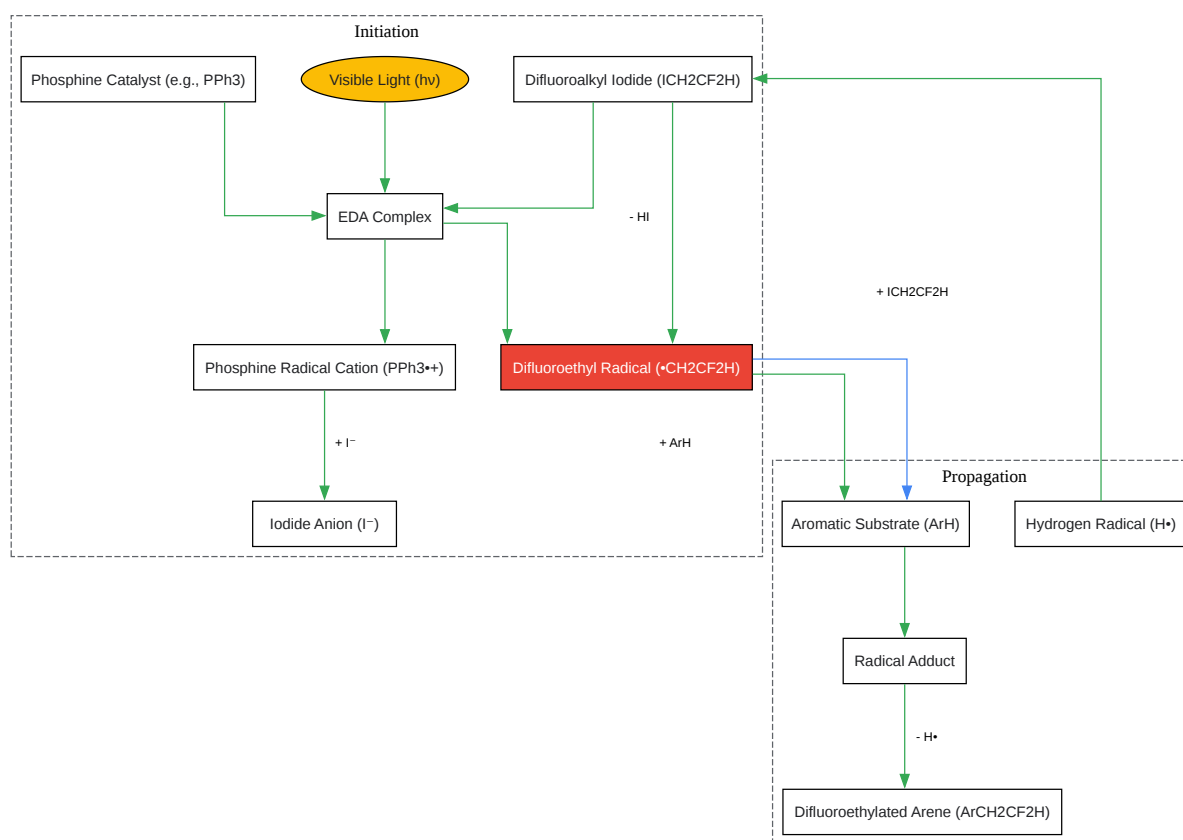 Initiation
Phosphine Catalyst (e.g., PPh3)
Visible Light (hν)
Difluoroalkyl Iodide (ICH2CF2H)
EDA Complex
- HI
+ ICH2CF2H
Phosphine Radical Cation (PPh3•+)
Difluoroethyl Radical (•CH2CF2H)
+ I⁻
+ ArH
Propagation
Iodide Anion (I⁻)
Aromatic Substrate (ArH)
Hydrogen Radical (H•)
Radical Adduct
- H•
Difluoroethylated Arene (ArCH2CF2H)